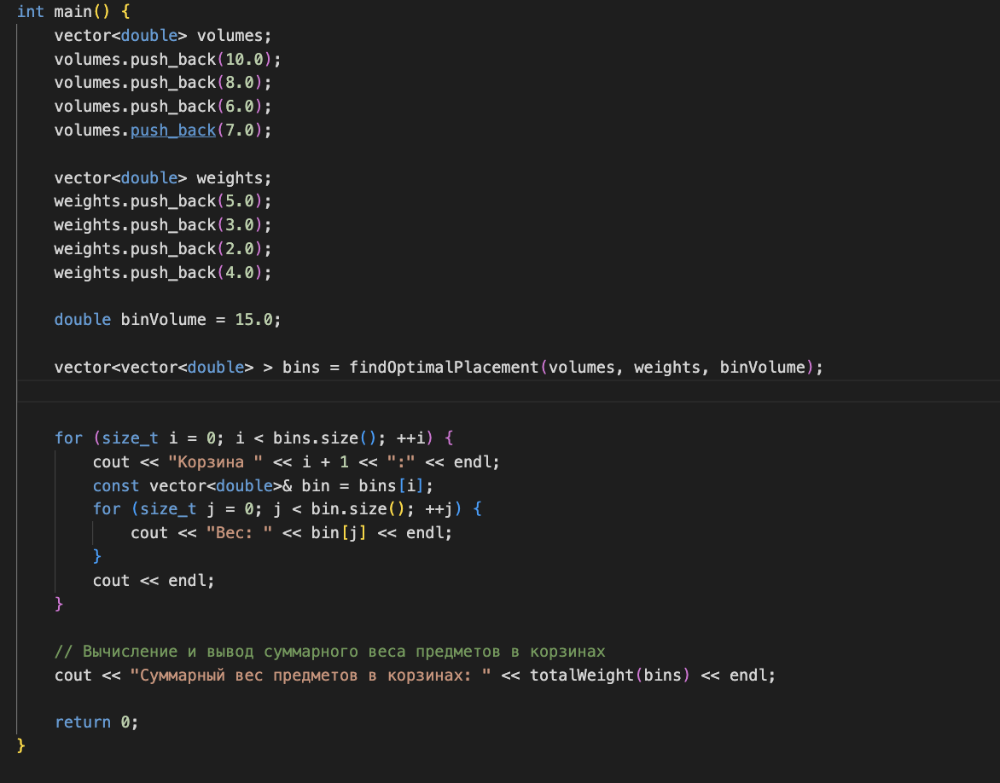 int main() {
    vector<double> volumes;
    volumes.push_back(10.0);
    volumes.push_back(8.0);
    volumes.push_back(6.0);
    volumes.push_back(7.0);

    vector<double> weights;
    weights.push_back(5.0);
    weights.push_back(3.0);
    weights.push_back(2.0);
    weights.push_back(4.0);

    double binVolume = 15.0;

    vector<vector<double> > bins = findOptimalPlacement(volumes, weights, binVolume);


    for (size_t i = 0; i < bins.size(); ++i) {
        cout << "Корзина " << i + 1 << ":" << endl;
        const vector<double>& bin = bins[i];
        for (size_t j = 0; j < bin.size(); ++j) {
            cout << "Вес: " << bin[j] << endl;
        }
        cout << endl;
    }

    // Вычисление и вывод суммарного веса предметов в корзинах
    cout << "Суммарный вес предметов в корзинах: " << totalWeight(bins) << endl;

    return 0;
}